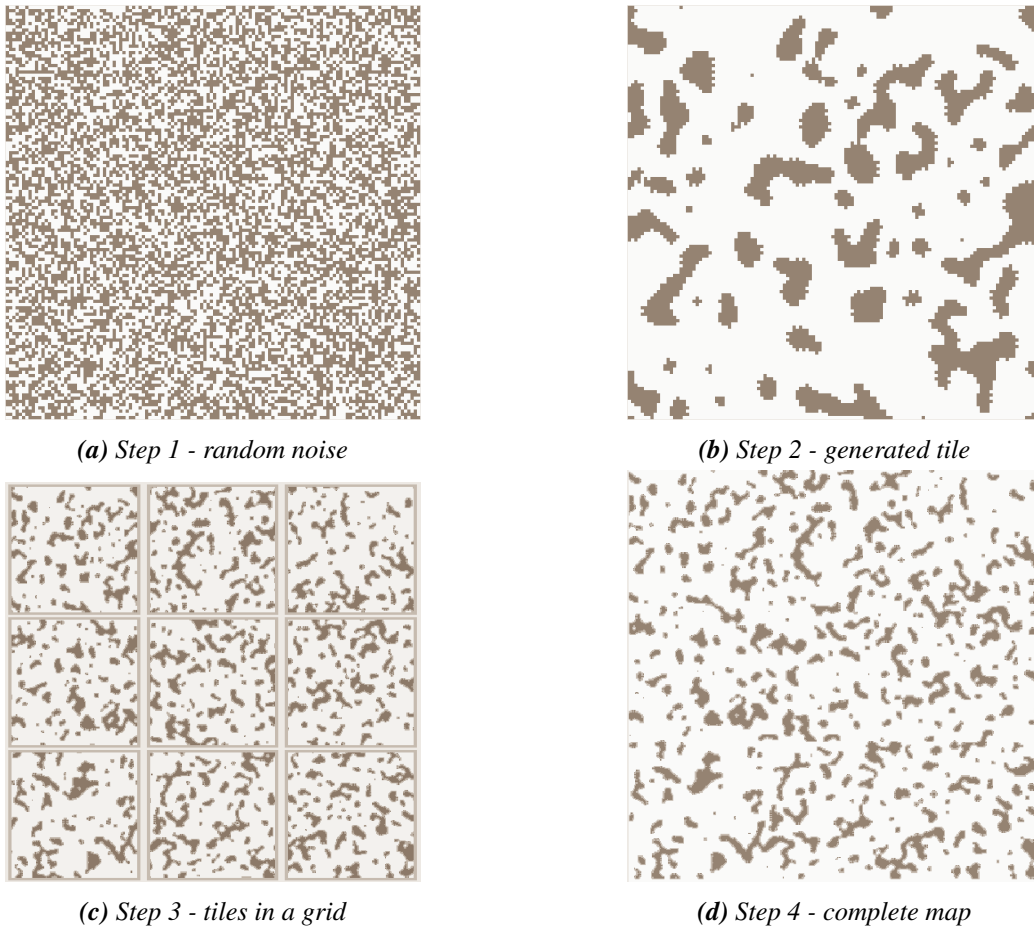 (a) Step 1 - random noise
(b) Step 2 - generated tile
(c) Step 3 - tiles in a grid
(d) Step 4 - complete map